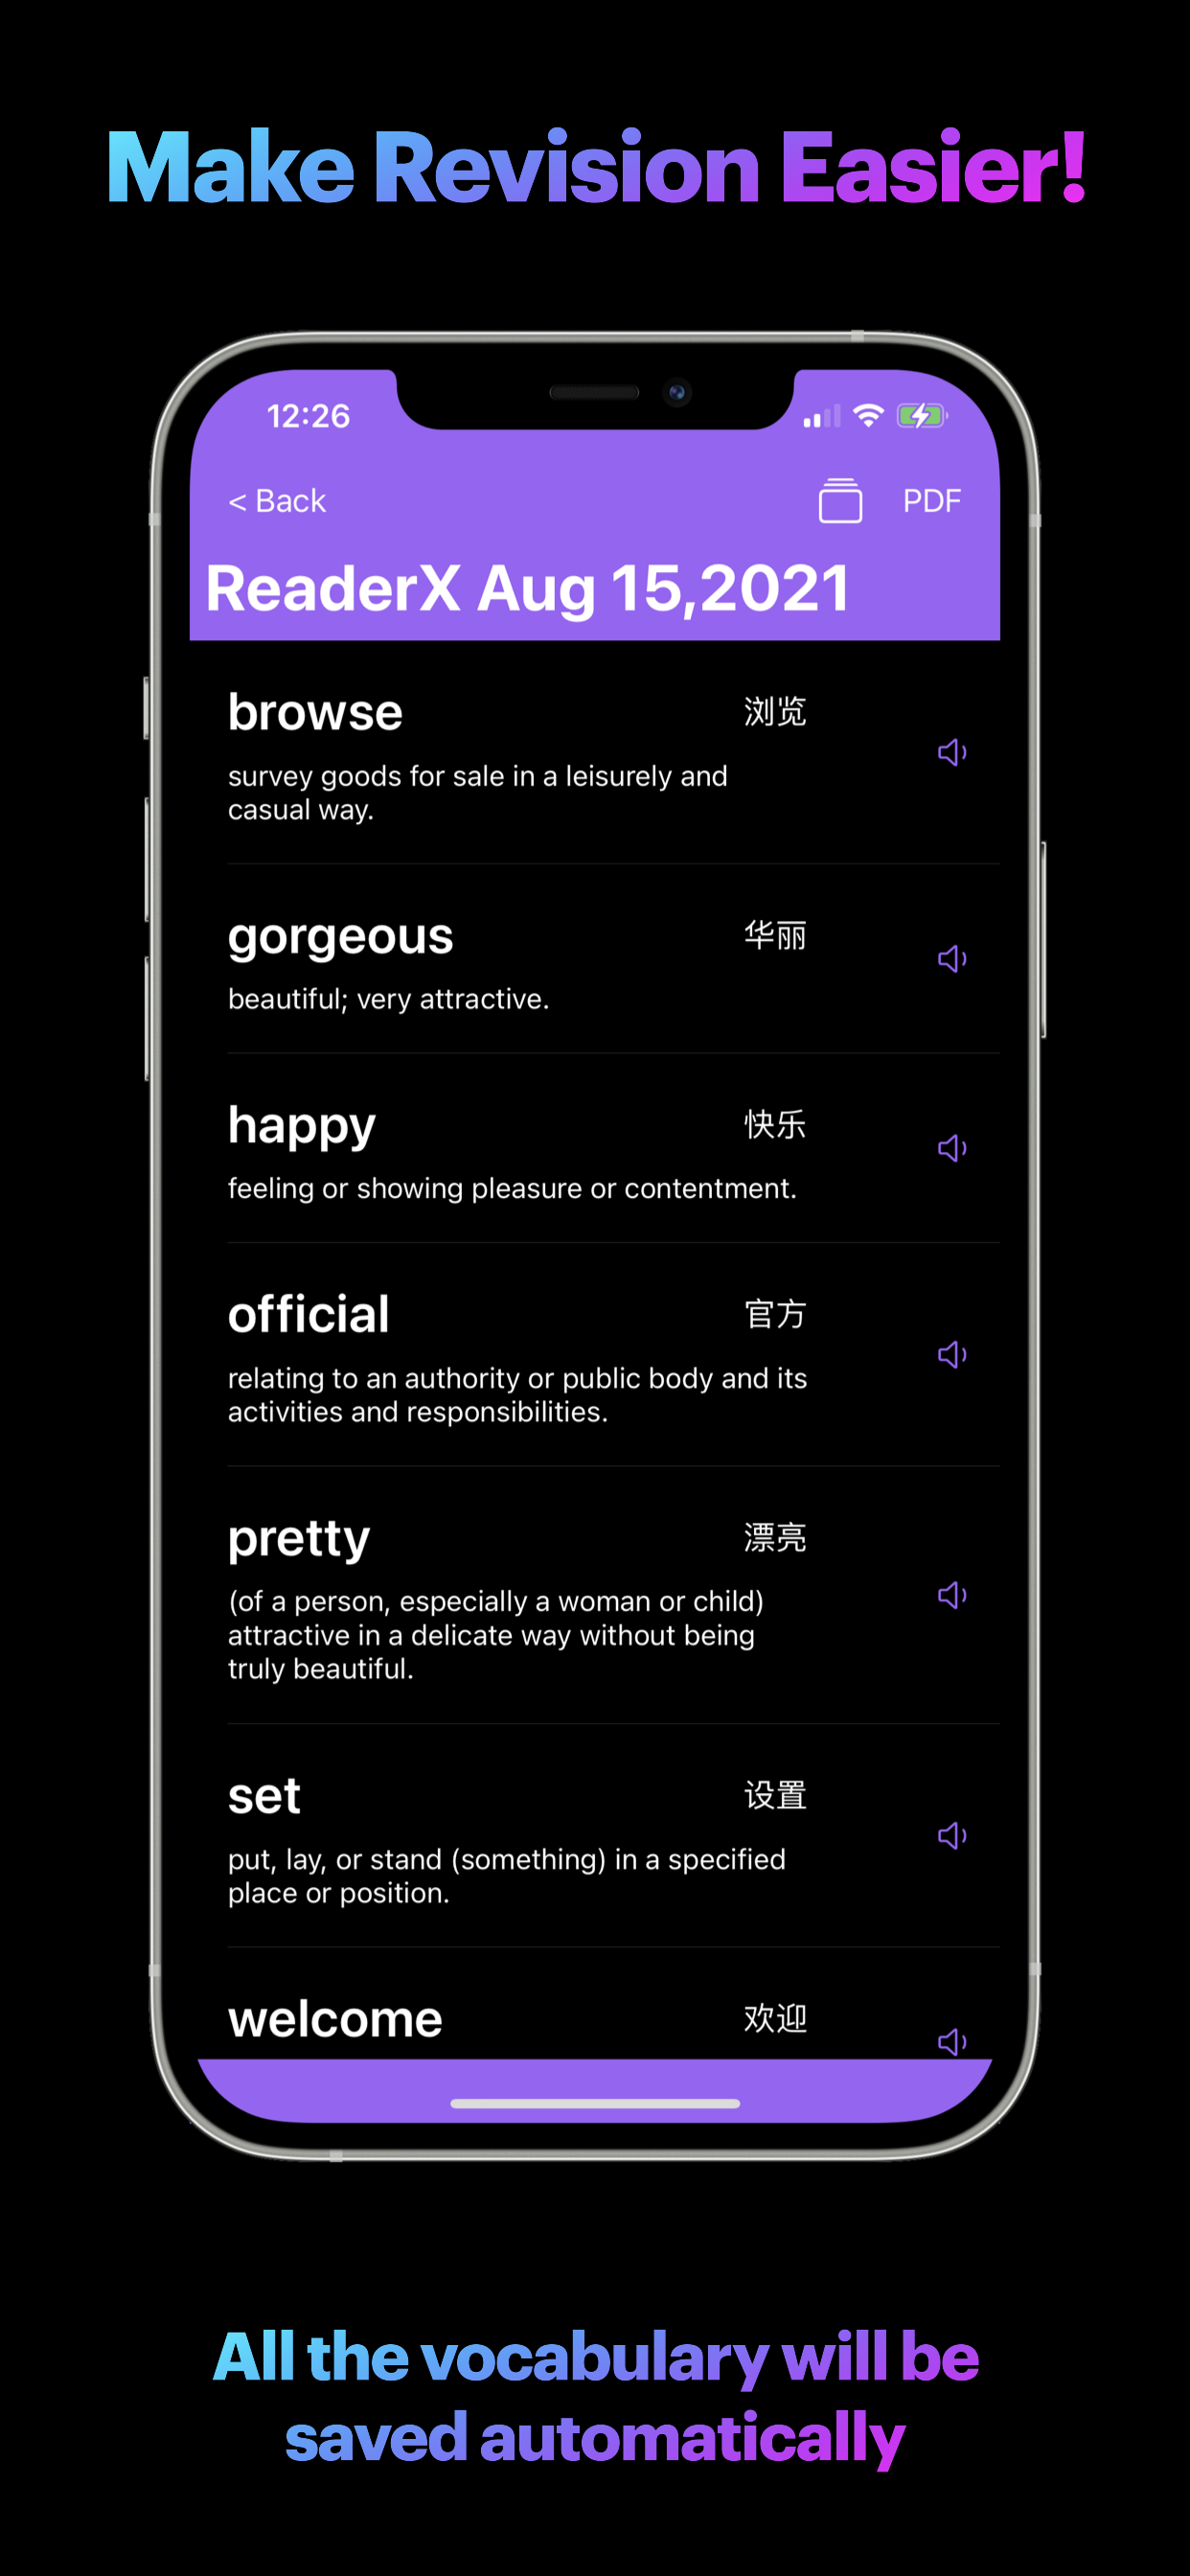 Make Revision Easier!
12:26
< Back
PDF
ReaderX Aug 15,2021
browse
浏览
survey goods for sale in a leisurely and
casual way.
gorgeous
华丽
beautiful; very attractive.
happy
快乐
feeling or showing pleasure or contentment.
official
官方
relating to an authority or public body and its
activities and responsibilities.
pretty
漂亮
(of a person, especially a woman or child)
attractive in a delicate way without being
truly beautiful.
set
设置
put, lay, or stand (something) in a specified
place or position.
welcome
欢迎
All the vocabulary will be
saved automatically